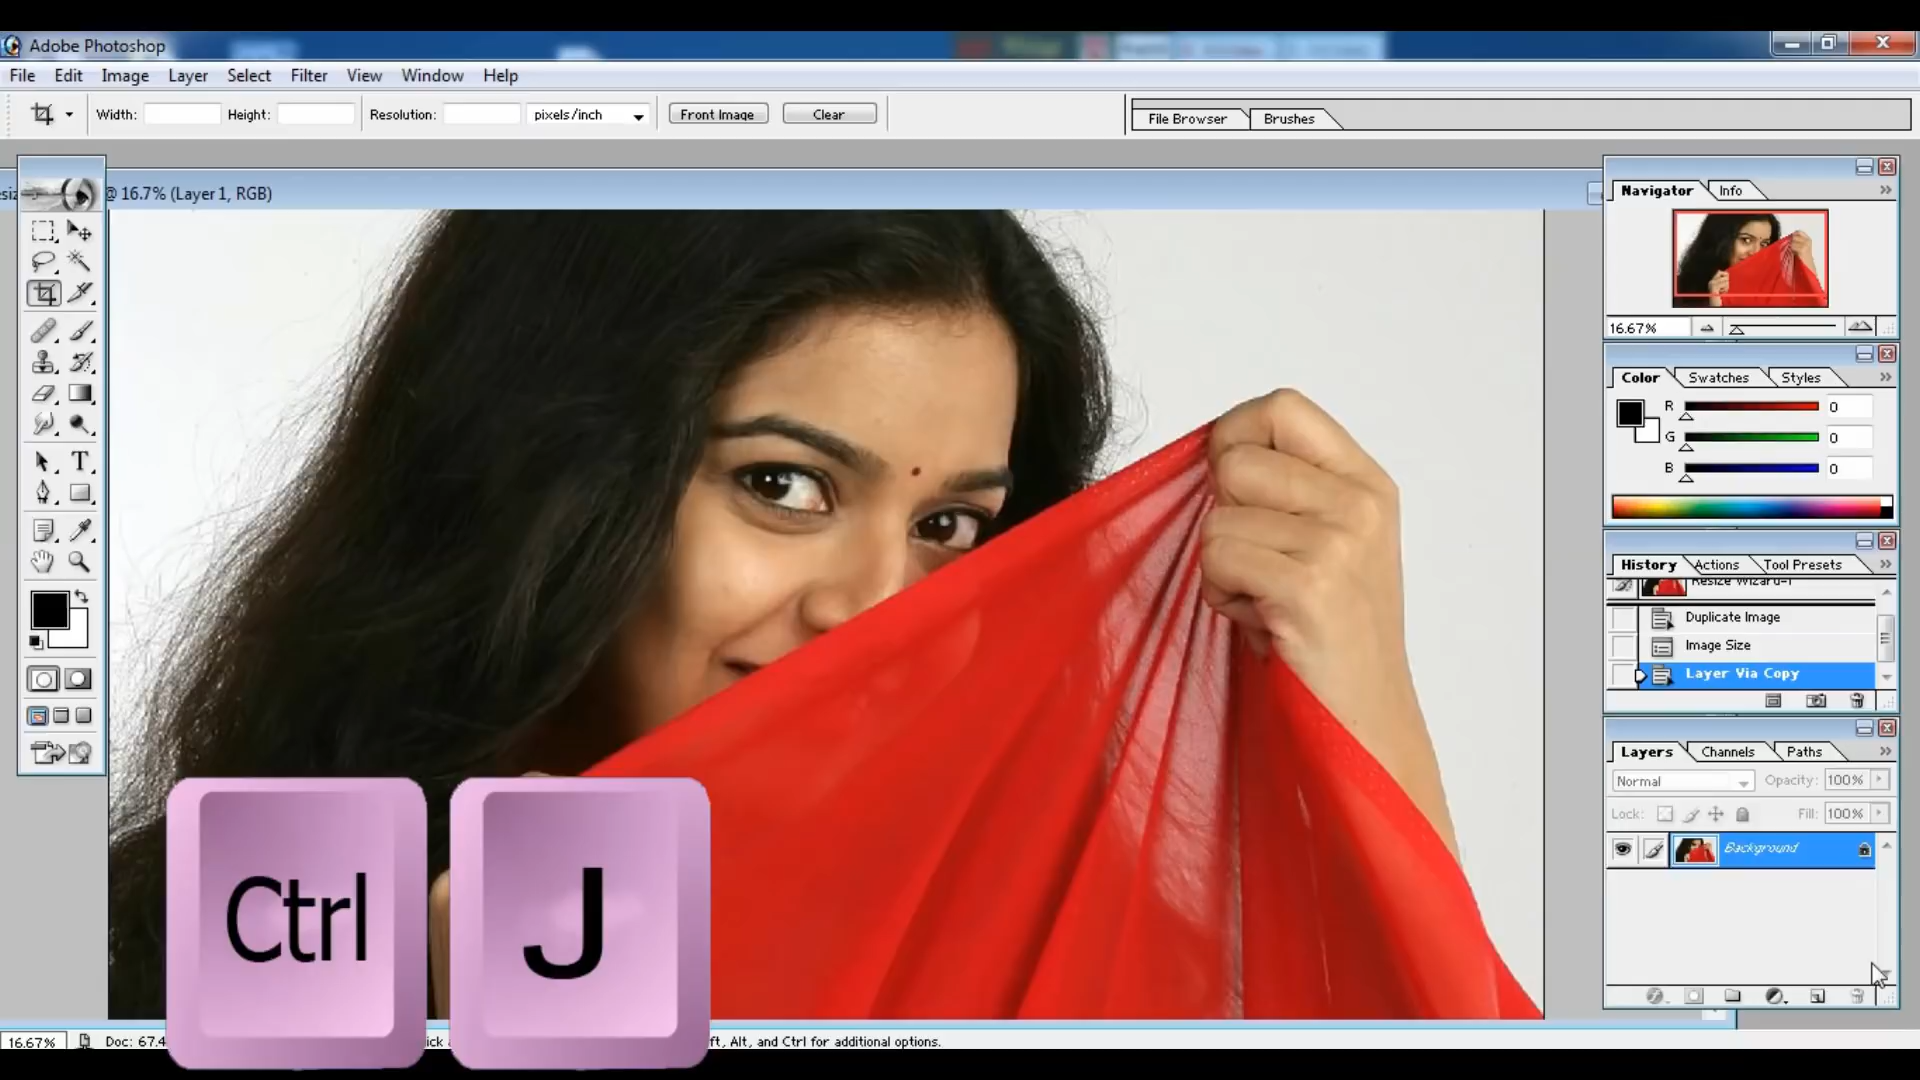 Adobe Photoshop
File Edit Image Layer Select Filter View Window Help
Width: Height: Resolution: pixels/inch Front Image Clear File Browser Brushes
@ 16.7% (Layer 1, RGB)
Navigator Info
16.67%
Color Swatches Styles
R 0
G 0
B 0
History Actions Tool Presets
Resize Wizard-1
Duplicate Image
Image Size
Layer Via Copy
Layers Channels Paths
Normal Opacity: 100%
Lock: Fill: 100%
Background
Ctrl J
16.67% Doc: 67.4 ft, Alt, and Ctrl for additional options.